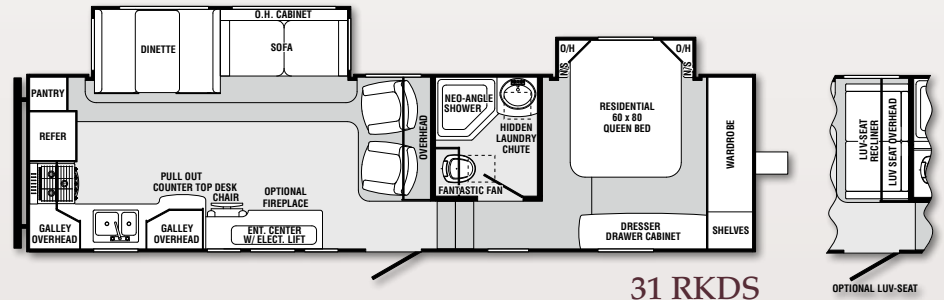 O.H. CABINET
DINETTE
SOFA
PANTRY
REFER
PULL OUT
COUNTER TOP DESK
CHAIR
OPTIONAL
FIREPLACE
GALLEY
OVERHEAD
GALLEY
OVERHEAD
ENT. CENTER
W/ ELECT. LIFT
OVERHEAD
NEO-ANGLE
SHOWER
HIDDEN
LAUNDRY
CHUTE
FANTASTIC FAN
O/H
N/S
O/H
N/S
RESIDENTIAL
60 x 80
QUEEN BED
WARDROBE
DRESSER
DRAWER CABINET
SHELVES
31 RKDS
LUV-SEAT
RECLINER
LUV SEAT OVERHEAD
OPTIONAL LUV-SEAT